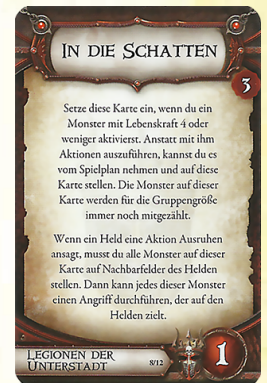 In die Schatten
3
Setze diese Karte ein, wenn du ein
Monster mit Lebenskraft 4 oder
weniger aktivierst. Anstatt mit ihm
Aktionen auszuführen, kannst du es
vom Spielplan nehmen und auf diese
Karte stellen. Die Monster auf dieser
Karte werden für die Gruppengröße
immer noch mitgezählt.
Wenn ein Held eine Aktion Ausruhen
ansagt, musst du alle Monster auf dieser
Karte auf Nachbarfelder des Helden
stellen. Dann kann jedes dieser Monster
einen Angriff durchführen, der auf den
Helden zielt.
Legionen der
Unterstadt
8/12
1